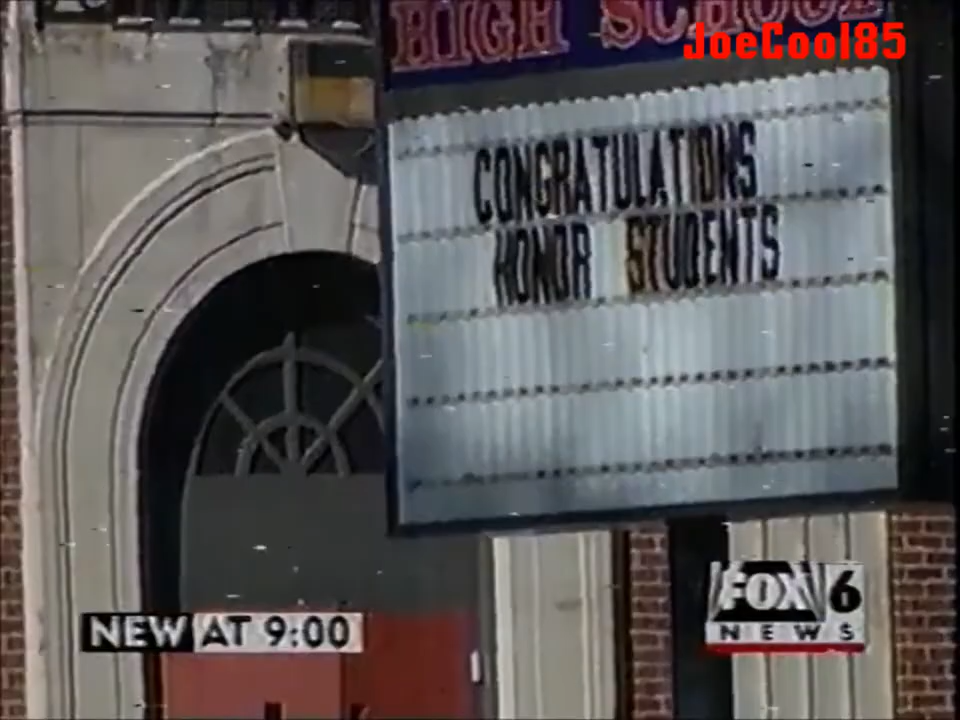 HIGH SCHOOL
JoeCool85
CONGRATULATIONS
HONOR STUDENTS
NEW AT 9:00
FOX 6
NEWS